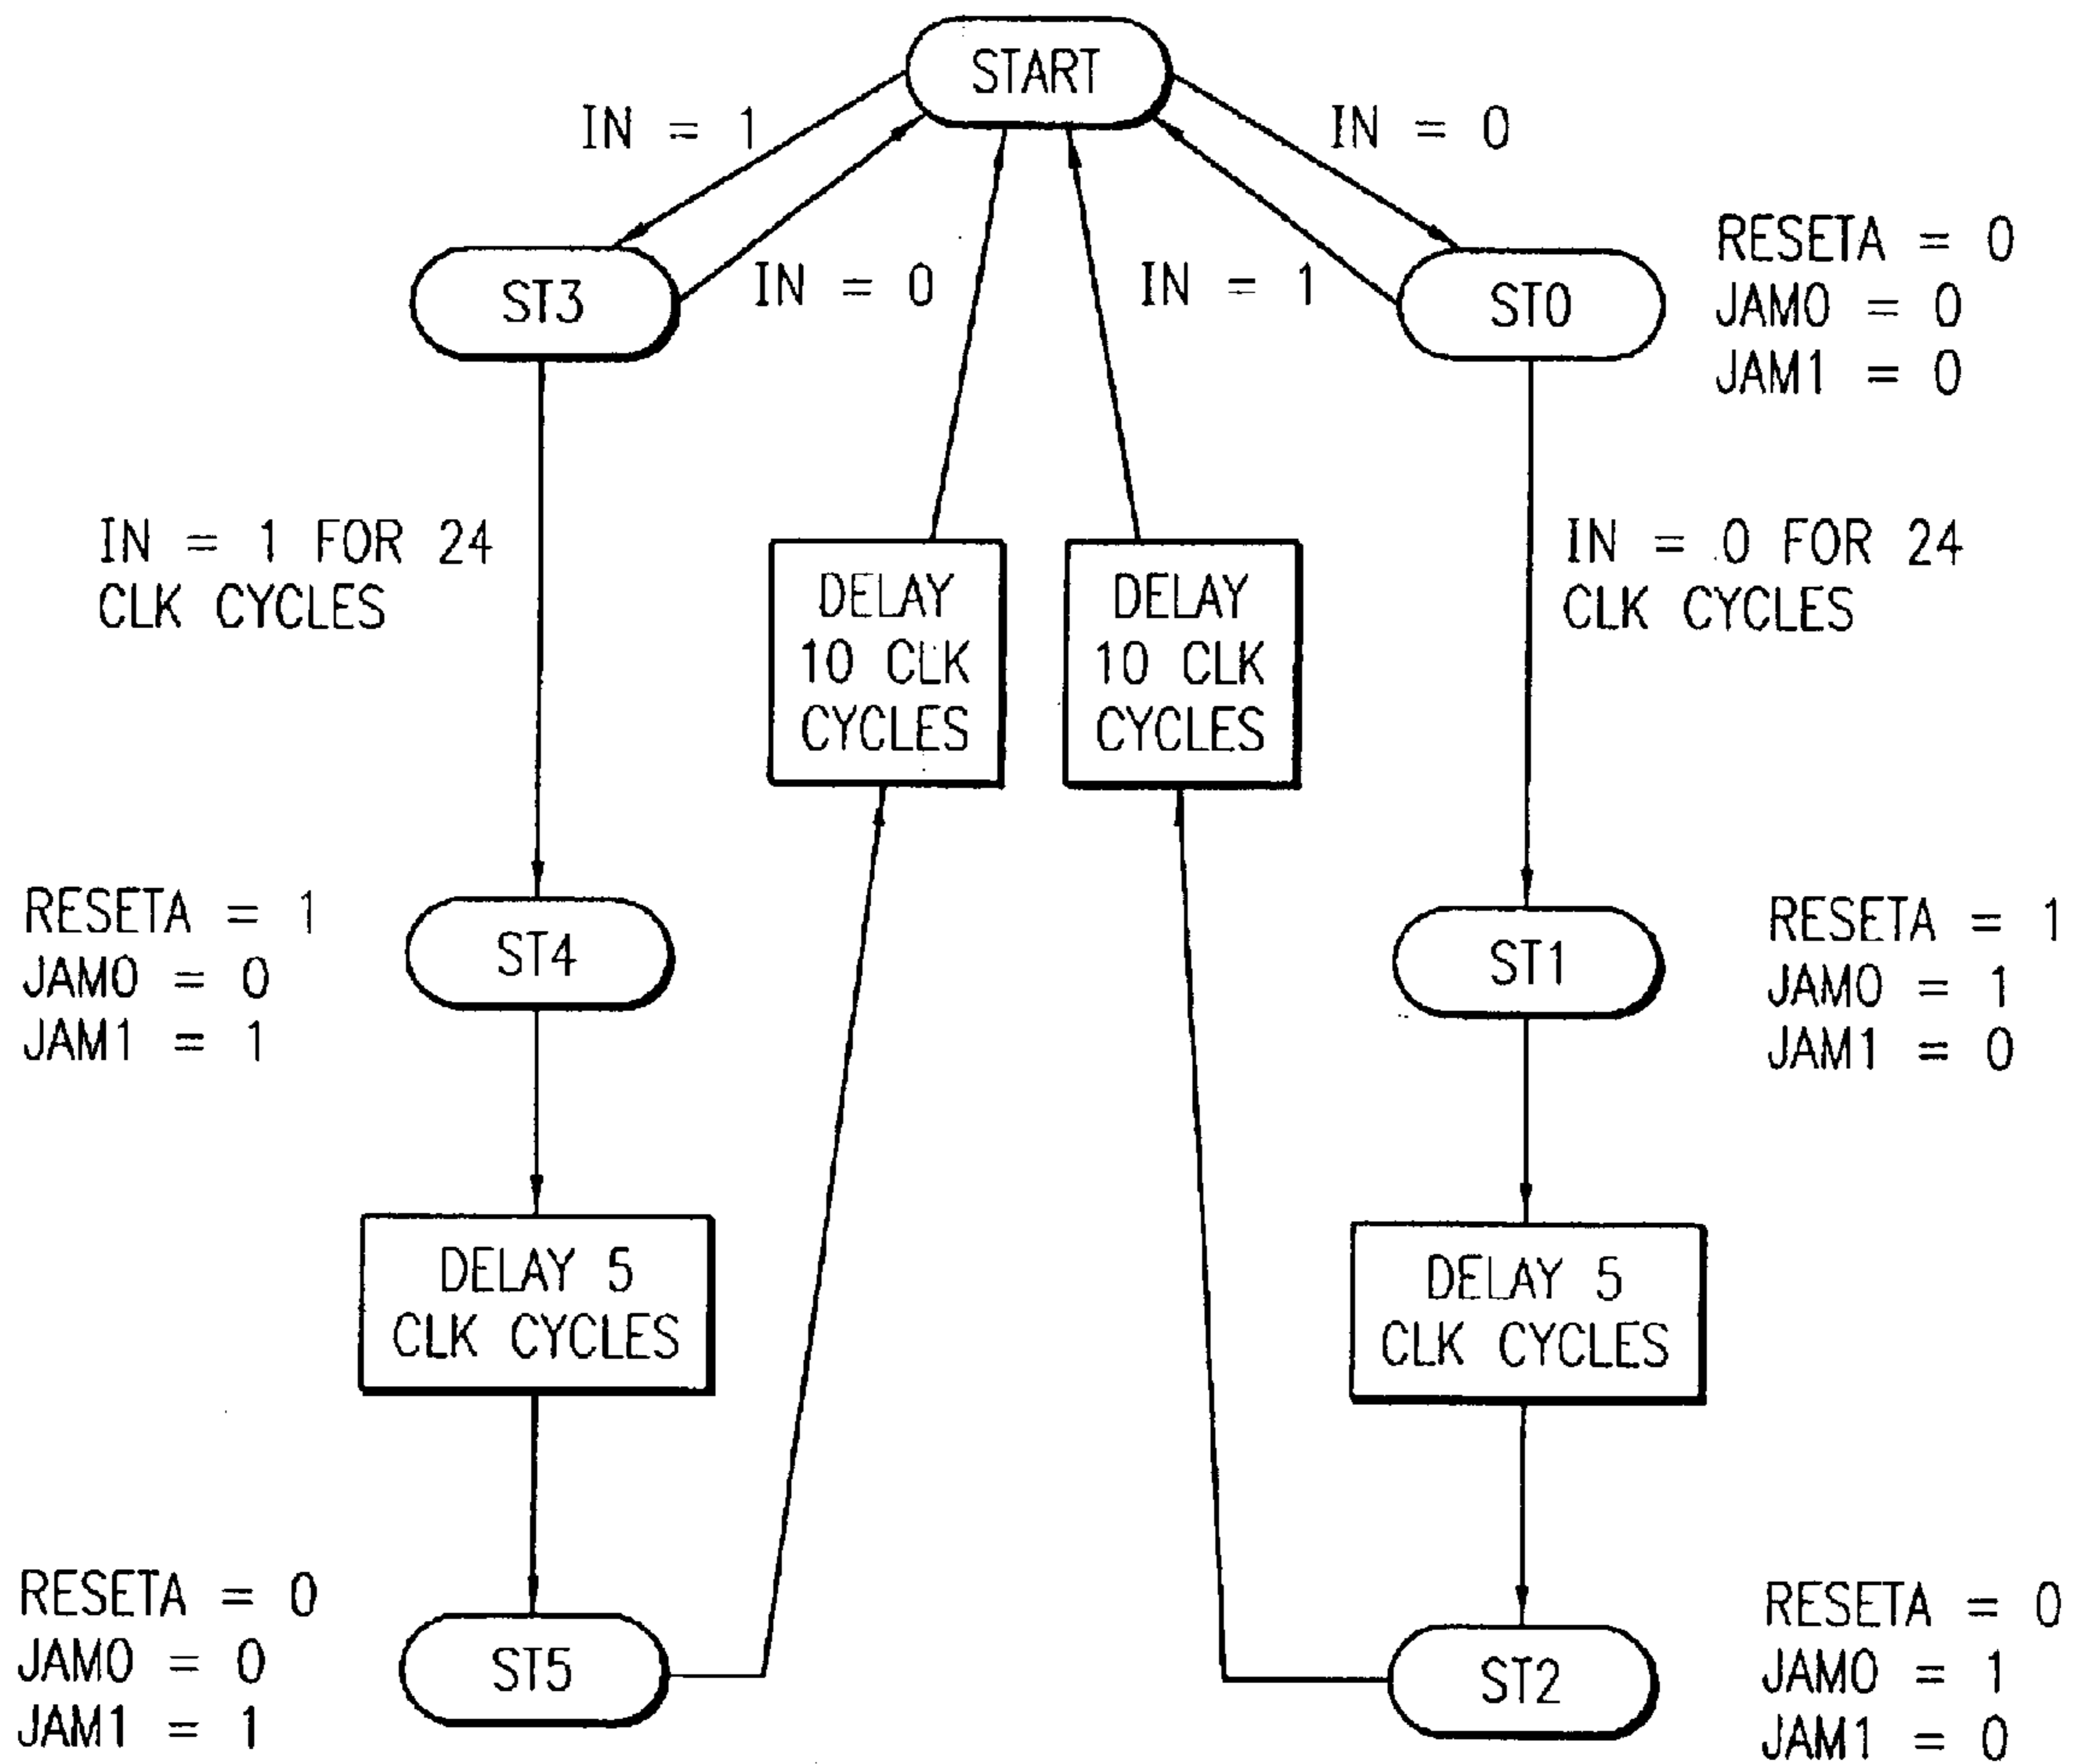 START
IN = 1
IN = 0
ST3
IN = 0
IN = 1
ST0
RESETA = 0
JAM0 = 0
JAM1 = 0
IN = 1 FOR 24
CLK CYCLES
DELAY
10 CLK
CYCLES
DELAY
10 CLK
CYCLES
IN = 0 FOR 24
CLK CYCLES
RESETA = 1
JAM0 = 0
JAM1 = 1
ST4
ST1
RESETA = 1
JAM0 = 1
JAM1 = 0
DELAY 5
CLK CYCLES
DELAY 5
CLK CYCLES
RESETA = 0
JAM0 = 0
JAM1 = 1
ST5
ST2
RESETA = 0
JAM0 = 1
JAM1 = 0